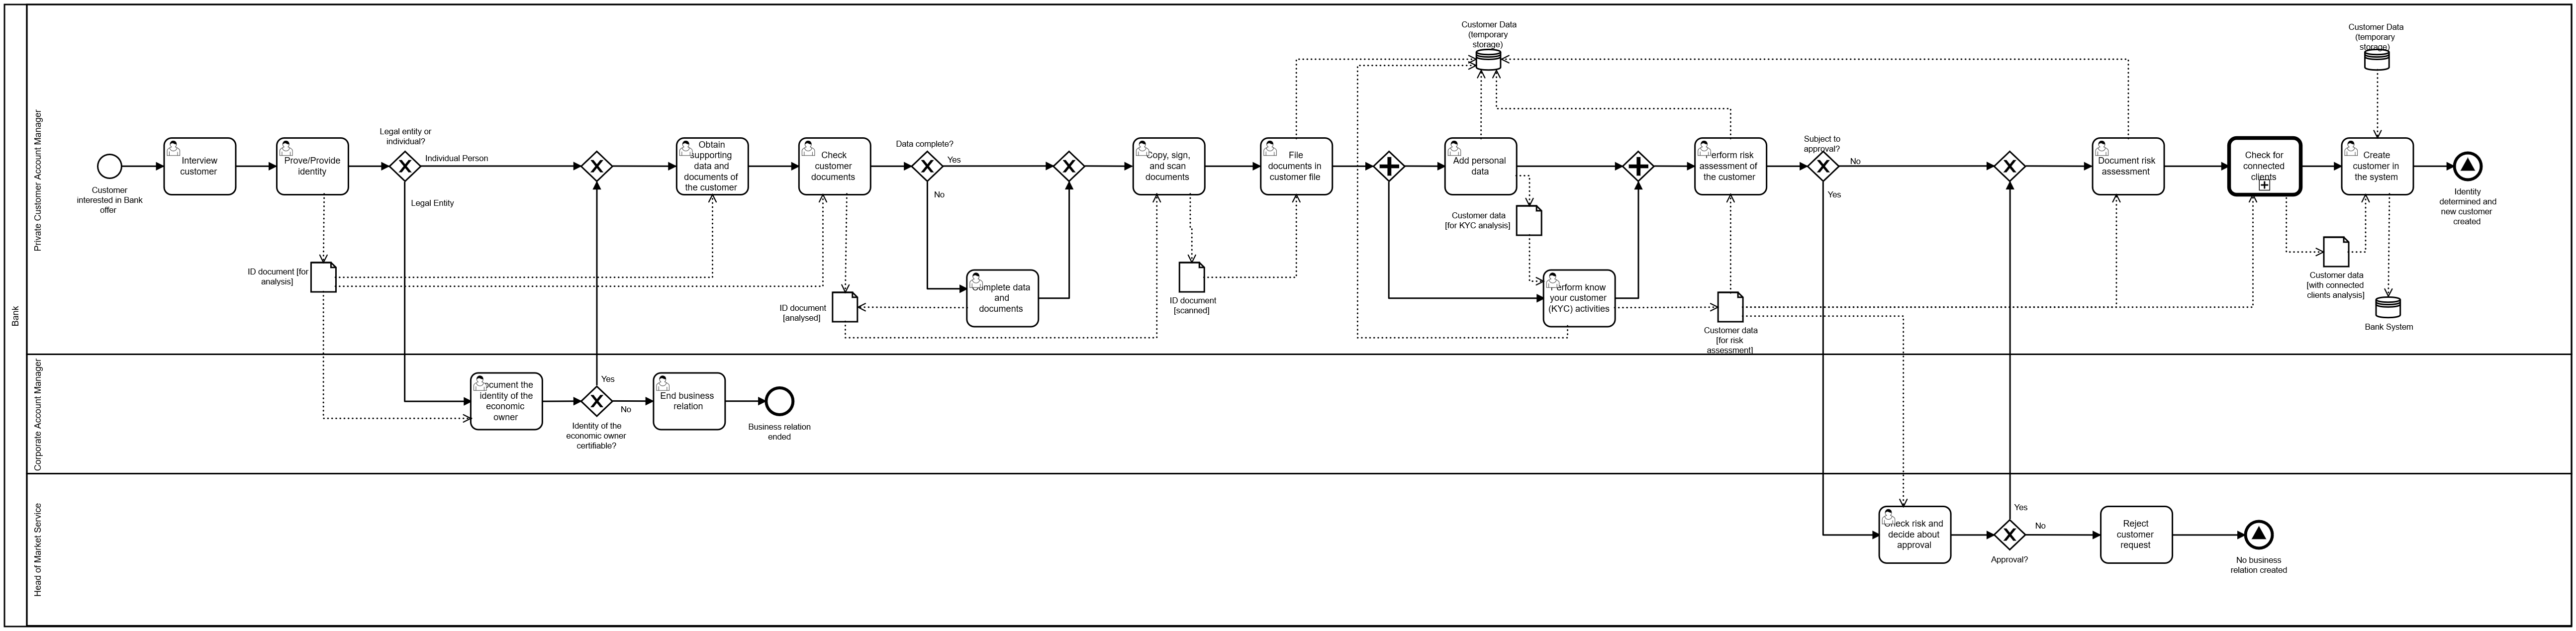 Bank
Private Customer Account Manager
Corporate Account Manager
Head of Market Service
Customer
interested in Bank
offer
Interview
customer
Prove/Provide
identity
ID document [for
analysis]
Legal entity or
individual?
Individual Person
Legal Entity
Document the
identity of the
economic
owner
Yes
No
Identity of the
economic owner
certifiable?
End business
relation
Business relation
ended
Obtain
supporting
data and
documents of
the customer
Check
customer
documents
ID document
[analysed]
Data complete?
Yes
No
Complete data
and
documents
Copy, sign,
and scan
documents
ID document
[scanned]
File
documents in
customer file
Customer Data
(temporary
storage)
Add personal
data
Customer data
[for KYC analysis]
Perform know
your customer
(KYC) activities
Perform risk
assessment of
the customer
Customer data
[for risk
assessment]
Subject to
approval?
No
Yes
Check risk and
decide about
approval
Yes
No
Approval?
Reject
customer
request
No business
relation created
Document risk
assessment
Check for
connected
clients
Customer data
[with connected
clients analysis]
Customer Data
(temporary
storage)
Create
customer in
the system
Bank System
Identity
determined and
new customer
created